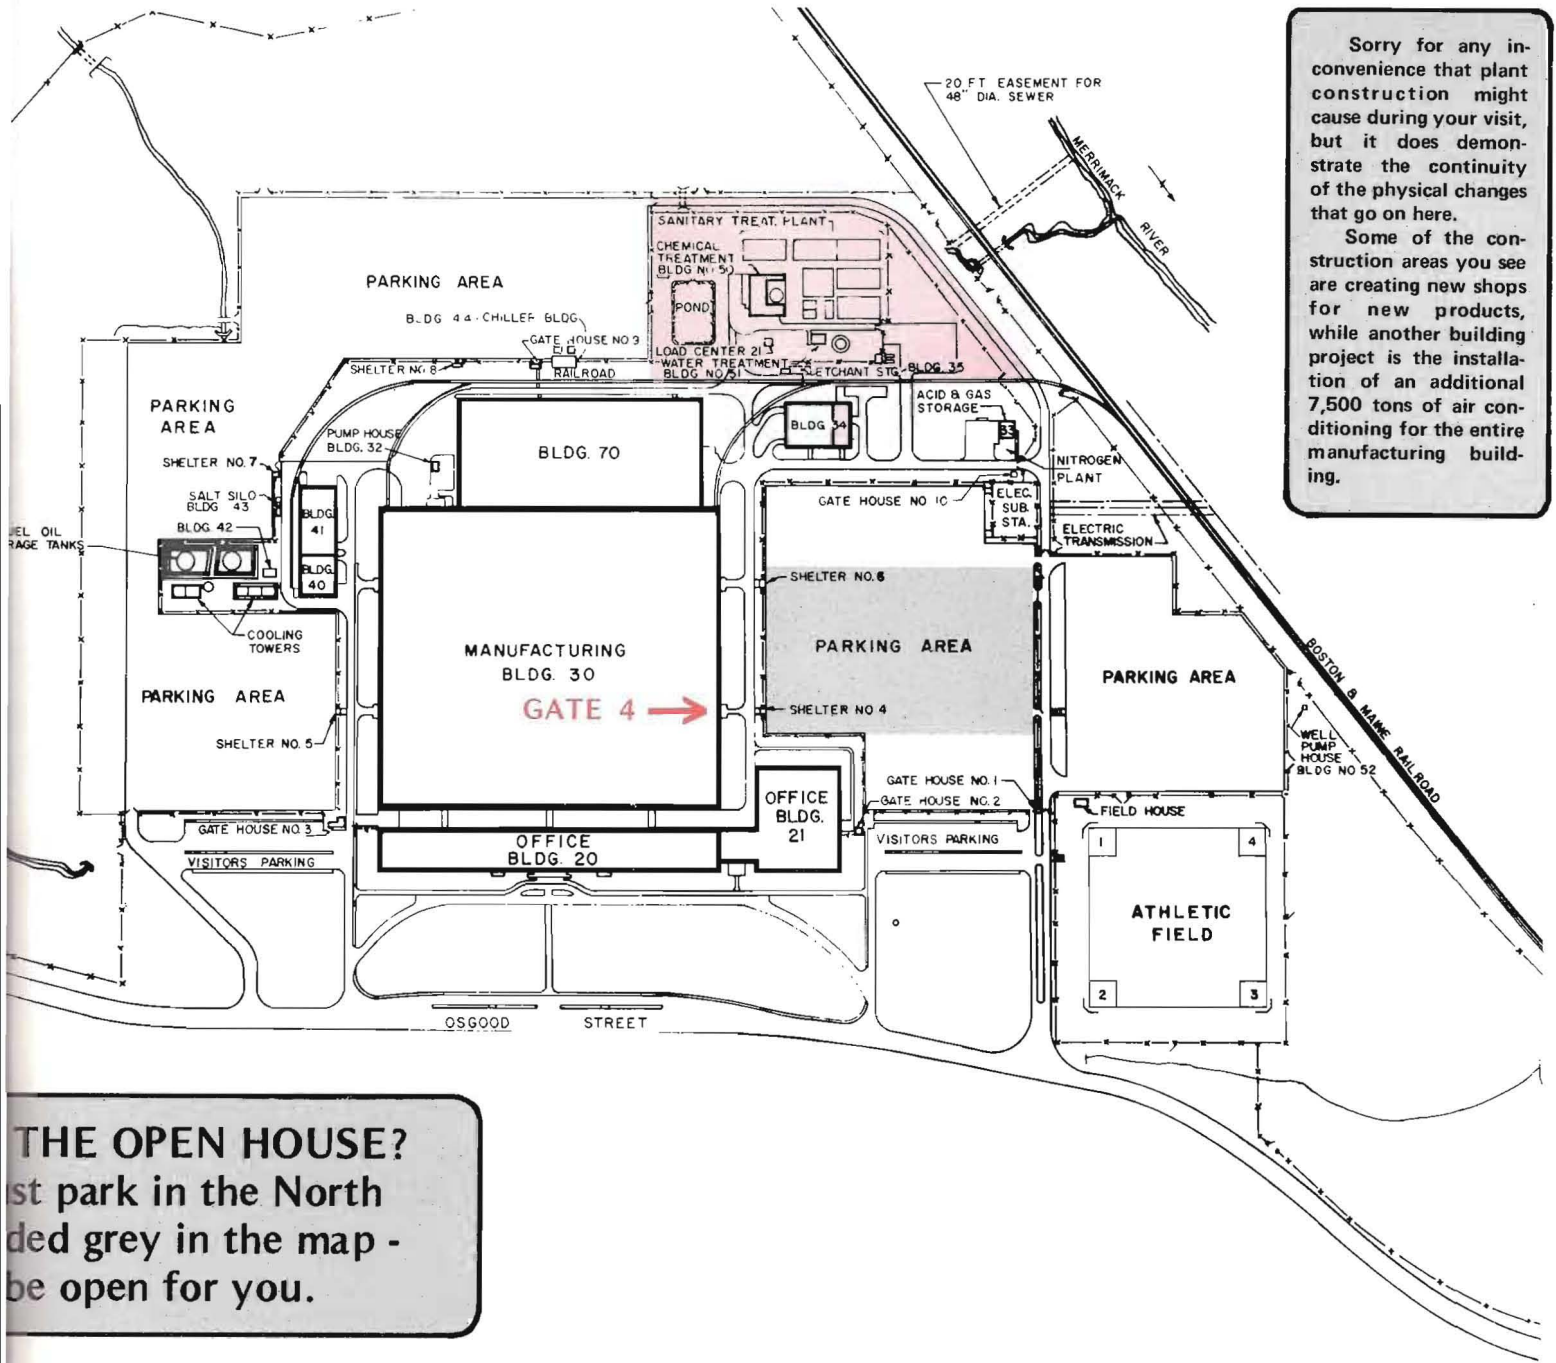 Sorry for any in-
convenience that plant
construction might
cause during your visit,
but it does demon-
strate the continuity
of the physical changes
that go on here.
Some of the con-
struction areas you see
are creating new shops
for new products,
while another building
project is the installa-
tion of an additional
7,500 tons of air con-
ditioning for the entire
manufacturing build-
ing.
20 FT EASEMENT FOR
48" DIA. SEWER
MERRIMACK
RIVER
SANITARY TREAT. PLANT
CHEMICAL
TREATMENT
BLDG NO 50
POND
LOAD CENTER 21
WATER TREATMENT
BLDG NO 51
ETCHANT STG.
BLDG. 35
PARKING AREA
BLDG 44 - CHILLER BLDG
GATE HOUSE NO 9
SHELTER NO. 8
RAILROAD
PARKING
AREA
PUMP HOUSE
BLDG. 32
BLDG. 70
BLDG. 34
ACID & GAS
STORAGE
33
NITROGEN
PLANT
SHELTER NO. 7
SALT SILO
BLDG 43
BLDG 42
UEL OIL
RAGE TANKS
BLDG.
41
BLDG.
40
GATE HOUSE NO 10
ELEC.
SUB
STA.
ELECTRIC
TRANSMISSION
SHELTER NO. 6
COOLING
TOWERS
MANUFACTURING
BLDG. 30
GATE 4
PARKING AREA
PARKING AREA
PARKING AREA
SHELTER NO 4
SHELTER NO. 5
BOSTON & MAINE RAILROAD
WELL
PUMP
HOUSE
BLDG NO 52
GATE HOUSE NO. 1
GATE HOUSE NO. 2
OFFICE
BLDG.
21
FIELD HOUSE
GATE HOUSE NO. 3
VISITORS PARKING
OFFICE
BLDG. 20
VISITORS PARKING
1
4
ATHLETIC
FIELD
2
3
OSGOOD STREET
THE OPEN HOUSE?
st park in the North
ded grey in the map -
be open for you.